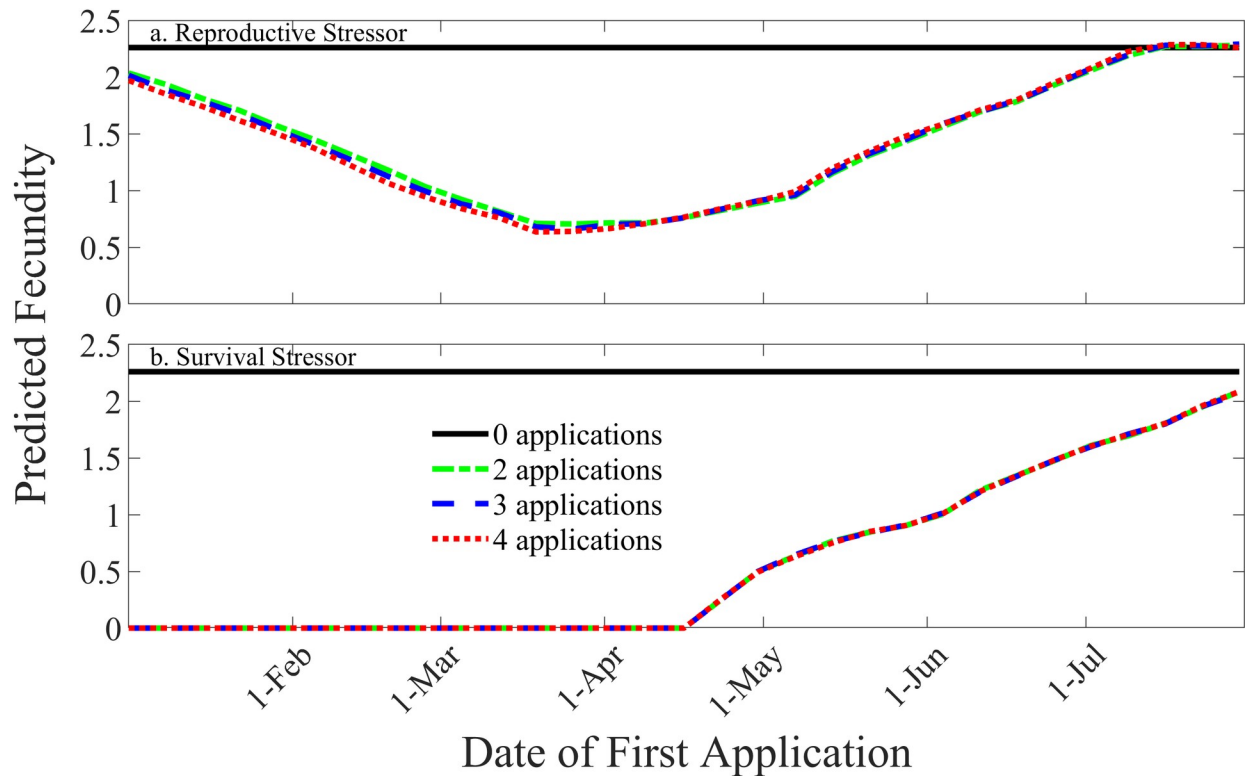 2.5
a. Reproductive Stressor
2
1.5
1
0.5
0
2.5
b. Survival Stressor
2
1.5
1
0.5
0
0 applications
2 applications
3 applications
4 applications
Predicted Fecundity
1-Feb
1-Mar
1-Apr
1-May
1-Jun
1-Jul
Date of First Application